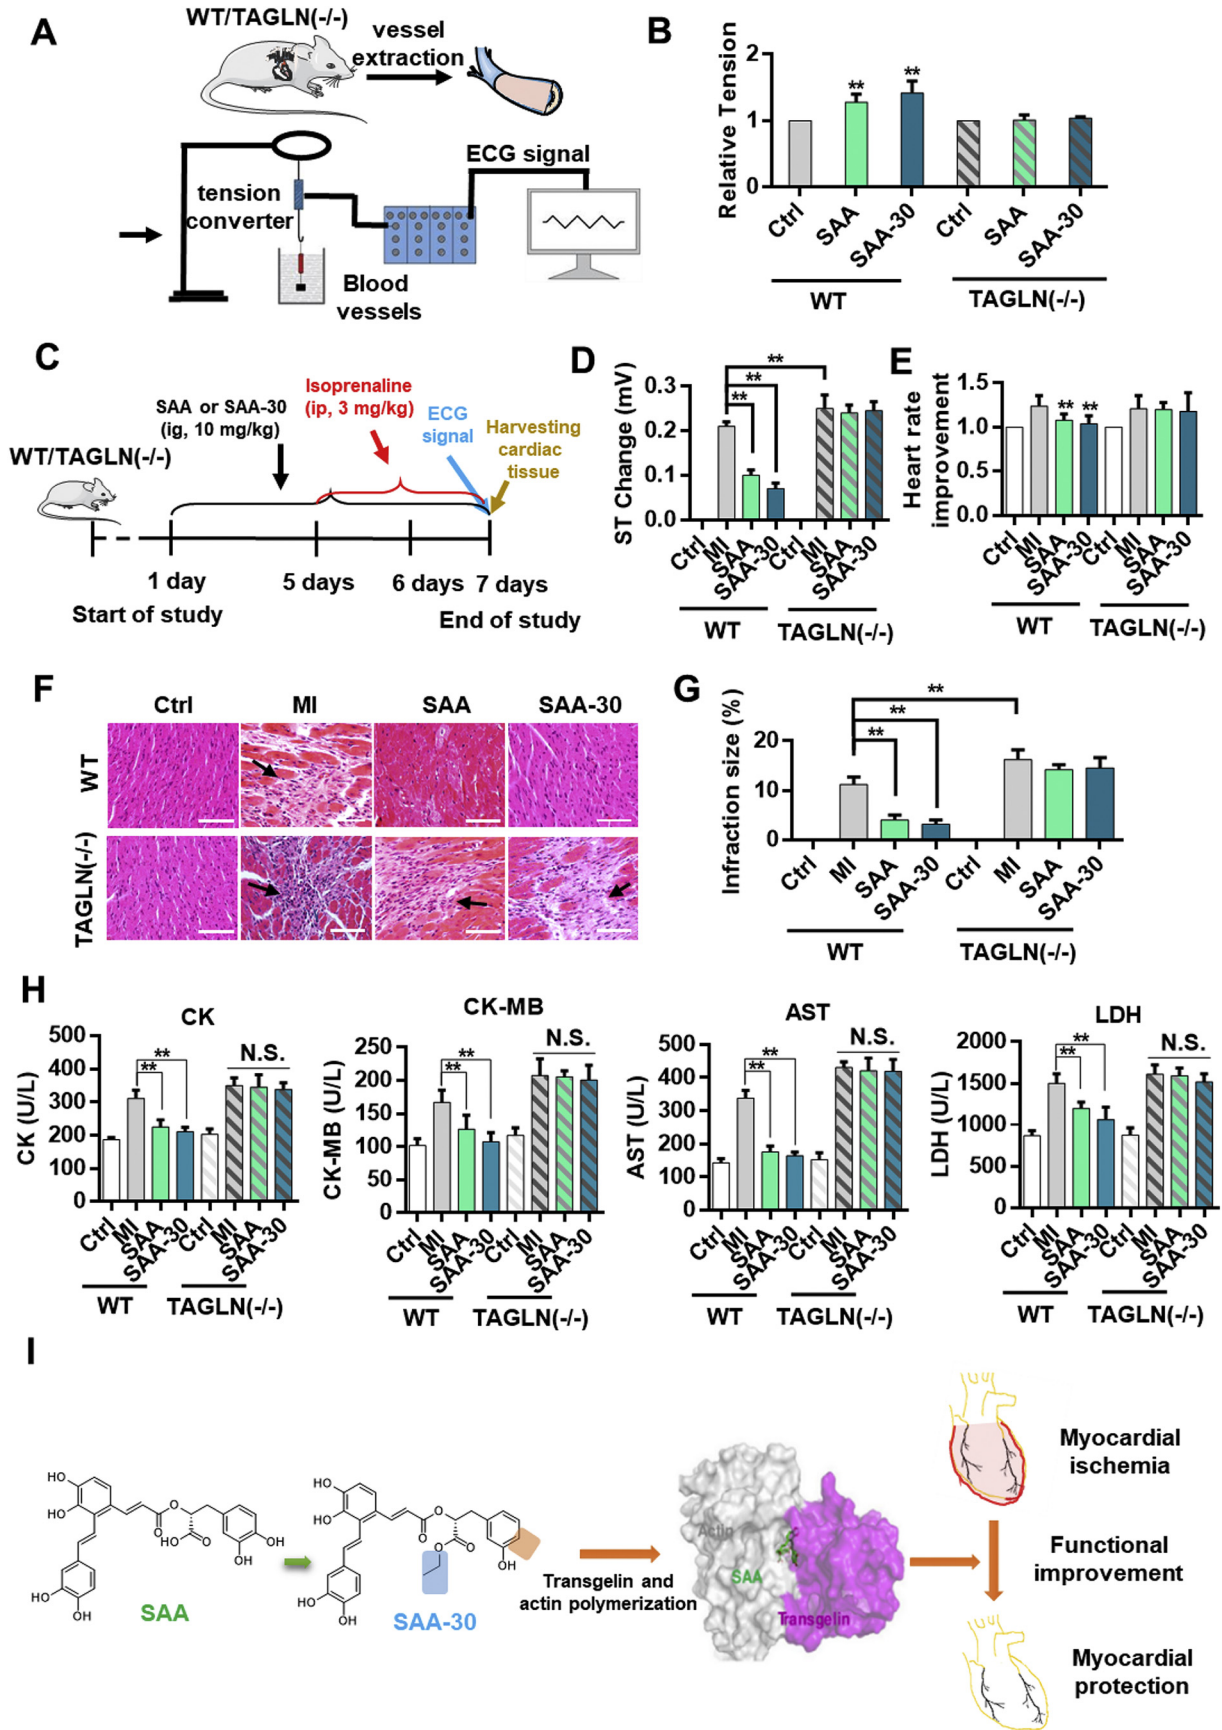 A
WT/TAGLN(-/-)
vessel
extraction
tension
converter
ECG signal
Blood
vessels
B
Relative Tension
2
1
0
**
**
Ctrl
SAA
SAA-30
Ctrl
SAA
SAA-30
WT
TAGLN(-/-)
C
WT/TAGLN(-/-)
SAA or SAA-30
(ig, 10 mg/kg)
Isoprenaline
(ip, 3 mg/kg)
ECG
signal
Harvesting
cardiac
tissue
1 day
5 days
6 days
7 days
Start of study
End of study
D
ST Change (mV)
0.3
0.2
0.1
0.0
**
**
**
Ctrl
MI
SAA
SAA-30
Ctrl
MI
SAA
SAA-30
WT
TAGLN(-/-)
E
Heart rate
improvement
1.5
1.0
0.5
0.0
**
**
Ctrl
MI
SAA
SAA-30
Ctrl
MI
SAA
SAA-30
WT
TAGLN(-/-)
F
Ctrl
MI
SAA
SAA-30
WT
TAGLN(-/-)
G
Infraction size (%)
20
10
0
**
**
**
Ctrl
MI
SAA
SAA-30
Ctrl
MI
SAA
SAA-30
WT
TAGLN(-/-)
H
CK
CK (U/L)
500
400
300
200
100
0
**
**
N.S.
Ctrl
MI
SAA
SAA-30
Ctrl
MI
SAA
SAA-30
WT
TAGLN(-/-)
CK-MB
CK-MB (U/L)
250
200
150
100
50
0
**
**
N.S.
Ctrl
MI
SAA
SAA-30
Ctrl
MI
SAA
SAA-30
WT
TAGLN(-/-)
AST
AST (U/L)
500
400
300
200
100
0
**
**
N.S.
Ctrl
MI
SAA
SAA-30
Ctrl
MI
SAA
SAA-30
WT
TAGLN(-/-)
LDH
LDH (U/L)
2000
1500
1000
500
0
**
**
N.S.
Ctrl
MI
SAA
SAA-30
Ctrl
MI
SAA
SAA-30
WT
TAGLN(-/-)
I
HO
HO
O
O
HO
O
OH
OH
HO
OH
SAA
HO
HO
O
O
O
O
OH
HO
OH
SAA-30
Transgelin and
actin polymerization
Actin
SAA
Transgelin
Myocardial
ischemia
Functional
improvement
Myocardial
protection